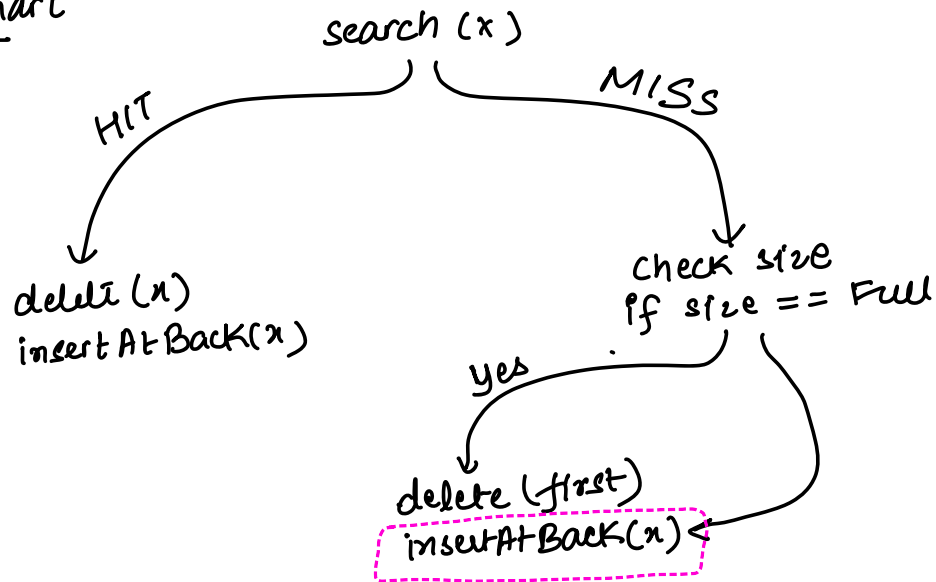 search (x)
HIT
MISS
delete (x)
insertAtBack(x)
check size
if size == Full
yes
delete (first)
insertAtBack(x)